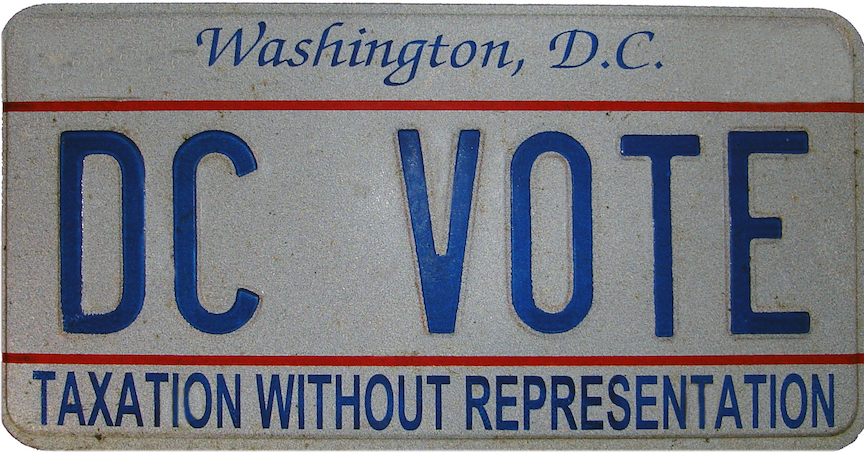 Washington, D.C.
DC VOTE
TAXATION WITHOUT REPRESENTATION